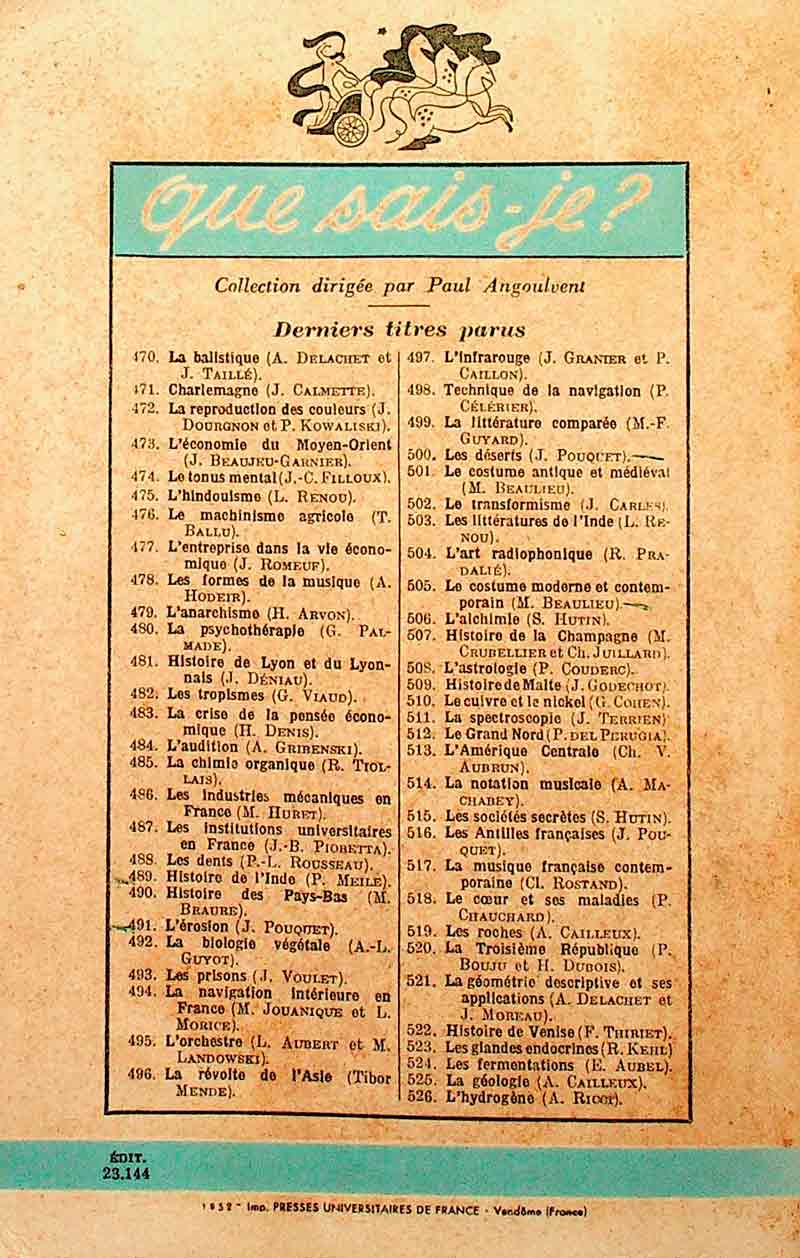 que sais-je?
Collection dirigée par Paul Angoulvent
Derniers titres parus
470. La balistique (A. DELACHET et
J. TAILLÉ).
471. Charlemagne (J. CALMETTE).
472. La reproduction des couleurs (J.
DOURGNON et P. KOWALISKI).
473. L'économie du Moyen-Orient
(J. BEAUJEU-GARNIER).
474. Le tonus mental (J.-C. FILLOUX).
475. L'hindouisme (L. RENOU).
476. Le machinisme agricole (T.
BALLU).
477. L'entreprise dans la vie écono-
mique (J. ROMEUF).
478. Les formes de la musique (A.
HODEIR).
479. L'anarchisme (H. ARVON).
480. La psychothérapie (G. PAL-
MADE).
481. Histoire de Lyon et du Lyon-
nais (J. DÉNIAU).
482. Les tropismes (G. VIAUD).
483. La crise de la pensée écono-
mique (H. DENIS).
484. L'audition (A. GRIBENSKI).
485. La chimie organique (R. TIOL-
LAIS).
486. Les industries mécaniques en
France (M. HURET).
487. Les institutions universitaires
en France (J.-B. PIOBETTA).
488. Les dents (P.-L. ROUSSEAU).
489. Histoire de l'Inde (P. MEILE).
490. Histoire des Pays-Bas (M.
BRAURE).
491. L'érosion (J. POUQUET).
492. La biologie végétale (A.-L.
GUYOT).
493. Les prisons (J. VOULET).
494. La navigation intérieure en
France (M. JOUANIQUE et L.
MORICE).
495. L'orchestre (L. AUBERT et M.
LANDOWSKI).
496. La révolte de l'Asie (Tibor
MENDE).
497. L'infrarouge (J. GRANIER et P.
CAILLON).
498. Technique de la navigation (P.
CÉLÉRIER).
499. La littérature comparée (M.-F.
GUYARD).
500. Les déserts (J. POUQUET).
501. Le costume antique et médiéval
(M. BEAULIEU).
502. Le transformisme (J. CARLES).
503. Les littératures de l'Inde (L. RE-
NOU).
504. L'art radiophonique (R. PRA-
DALIÉ).
505. Le costume moderne et contem-
porain (M. BEAULIEU).
506. L'alchimie (S. HUTIN).
507. Histoire de la Champagne (M.
CRUBELLIER et Ch. JUILLARD).
508. L'astrologie (P. COUDERC).
509. Histoire de Malte (J. GODECHOT).
510. Le cuivre et le nickel (G. COHEN).
511. La spectroscopie (J. TERRIEN)
512. Le Grand Nord (P. DEL PERUGIA).
513. L'Amérique Centrale (Ch. V.
AUBRUN).
514. La notation musicale (A. MA-
CHABEY).
515. Les sociétés secrètes (S. HUTIN).
516. Les Antilles françaises (J. POU-
QUET).
517. La musique française contem-
poraine (Cl. ROSTAND).
518. Le cœur et ses maladies (P.
CHAUCHARD).
519. Les roches (A. CAILLEUX).
520. La Troisième République (P.
BOUJU et H. DUBOIS).
521. La géométrie descriptive et ses
applications (A. DELACHET et
J. MOREAU).
522. Histoire de Venise (F. THIRIET).
523. Les glandes endocrines (R. KEHL)
524. Les fermentations (E. AUBEL).
525. La géologie (A. CAILLEUX).
526. L'hydrogène (A. RICCI).
ÉDIT.
23.144
1952 - Imp. PRESSES UNIVERSITAIRES DE FRANCE - Vendôme (France)